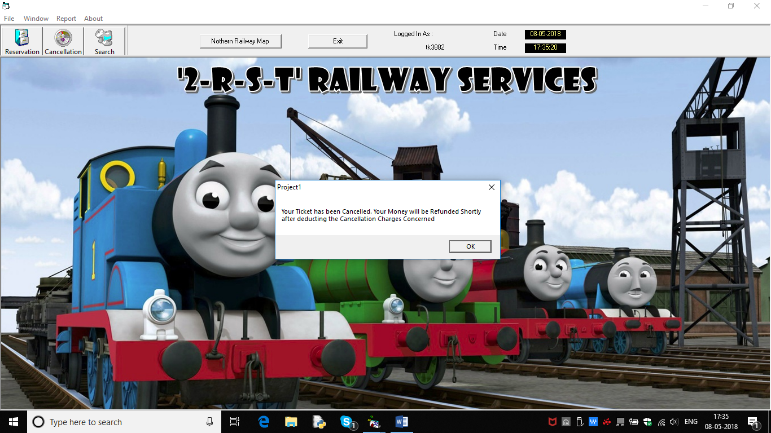 File Window Report About
Reservation Cancellation Search
Nothern Railway Map
Exit
Logged In As
tk3802
Date 08-05-2018
Time 17:35:20
'2-R-S-T' RAILWAY SERVICES
1
Project1
Your Ticket has been Cancelled. Your Money will be Refunded Shortly
after deducting the Cancellation Charges Concerned
OK
Type here to search
ENG
17:35
08-05-2018